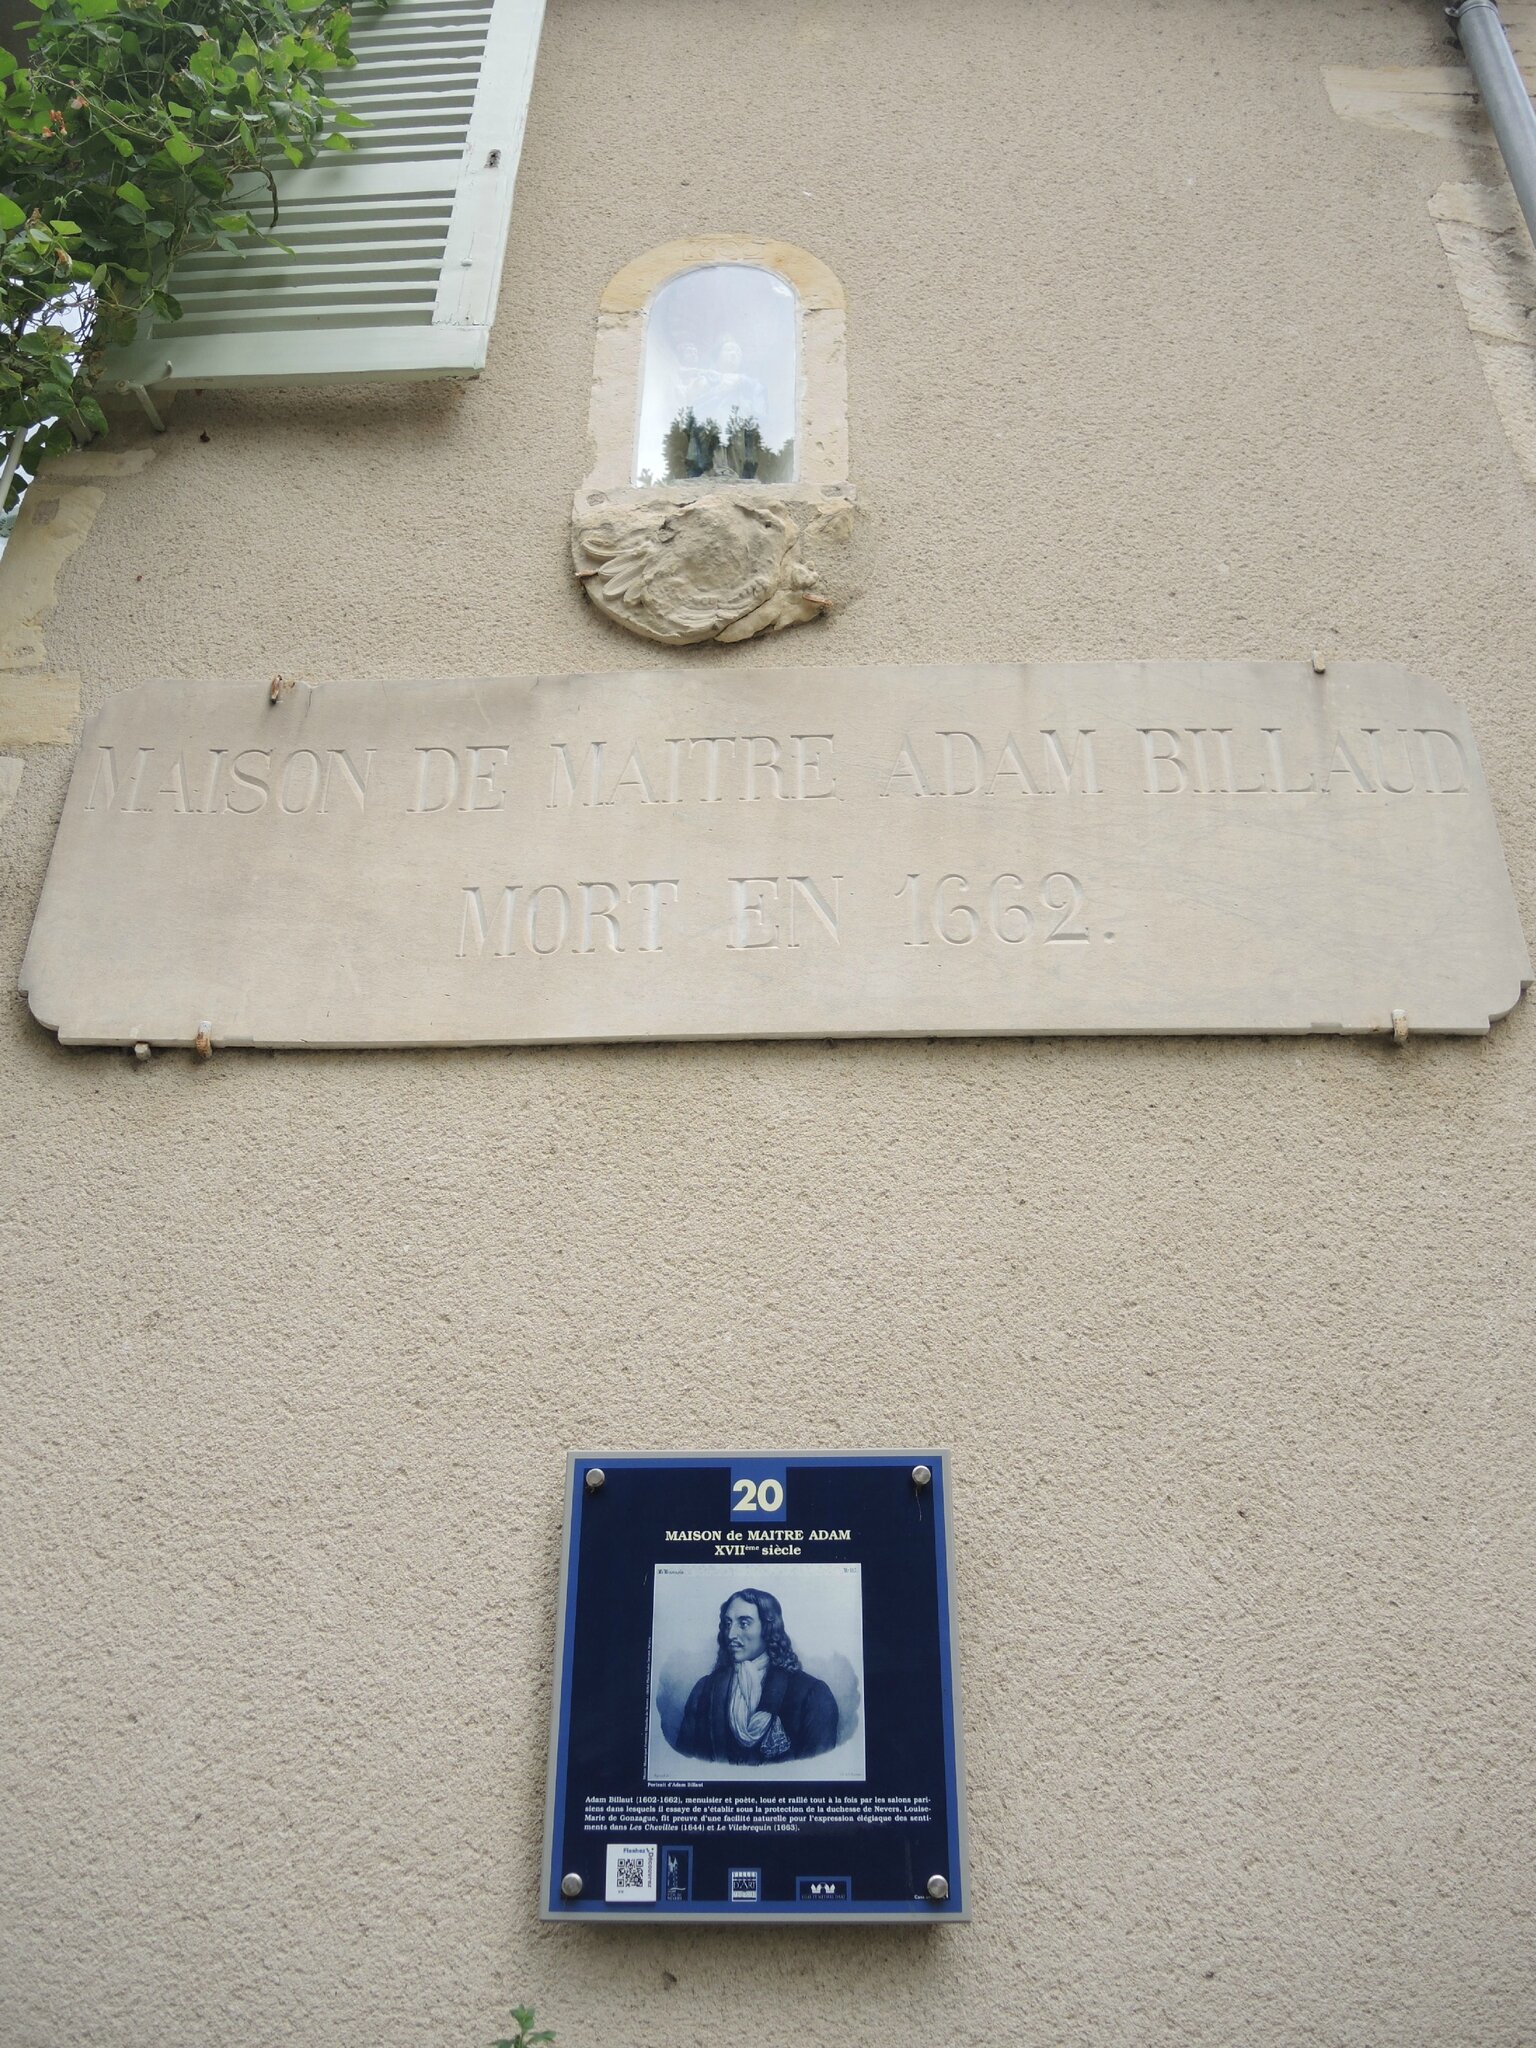 MAISON DE MAITRE ADAM BILLAUD
MORT EN 1662.
20
MAISON de MAITRE ADAM
XVIIème siècle
Portrait d'Adam Billaut
Adam Billaut (1602-1662), menuisier et poète, loué et raillé tout à la fois par les salons pari-
siens dans lesquels il essaye de s'établir sous la protection de la duchesse de Nevers, Louise-
Marie de Gonzague, fit preuve d'une facilité naturelle pour l'expression élégiaque des senti-
ments dans Les Chevilles (1644) et Le Vilebrequin (1663).
Flashez
Découvrez
VILLES
D'ART